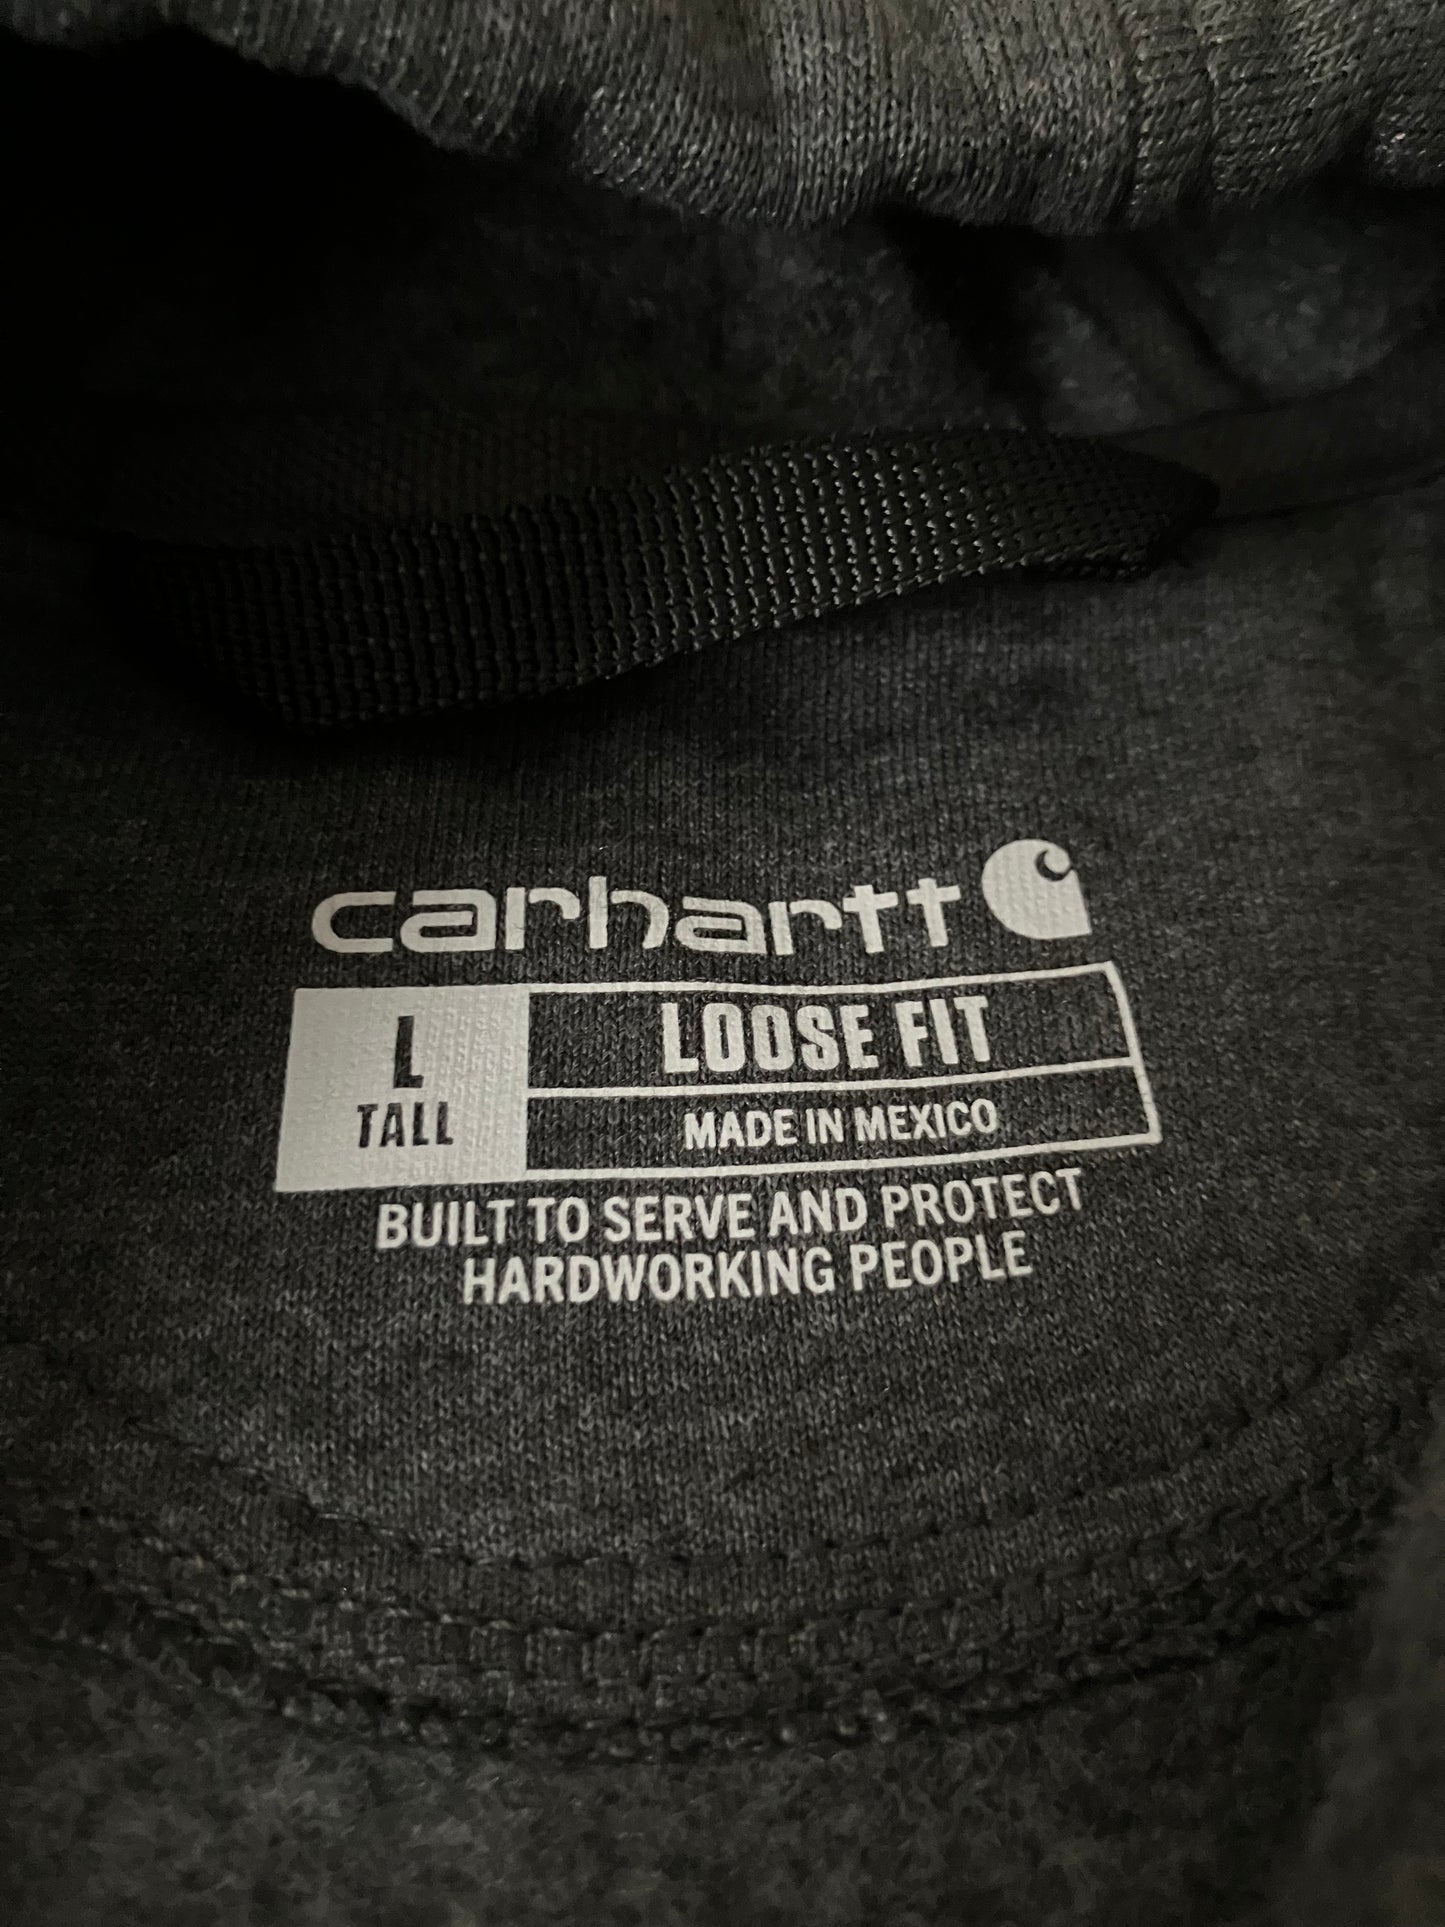 carhartt
L
TALL
LOOSE FIT
MADE IN MEXICO
BUILT TO SERVE AND PROTECT
HARDWORKING PEOPLE